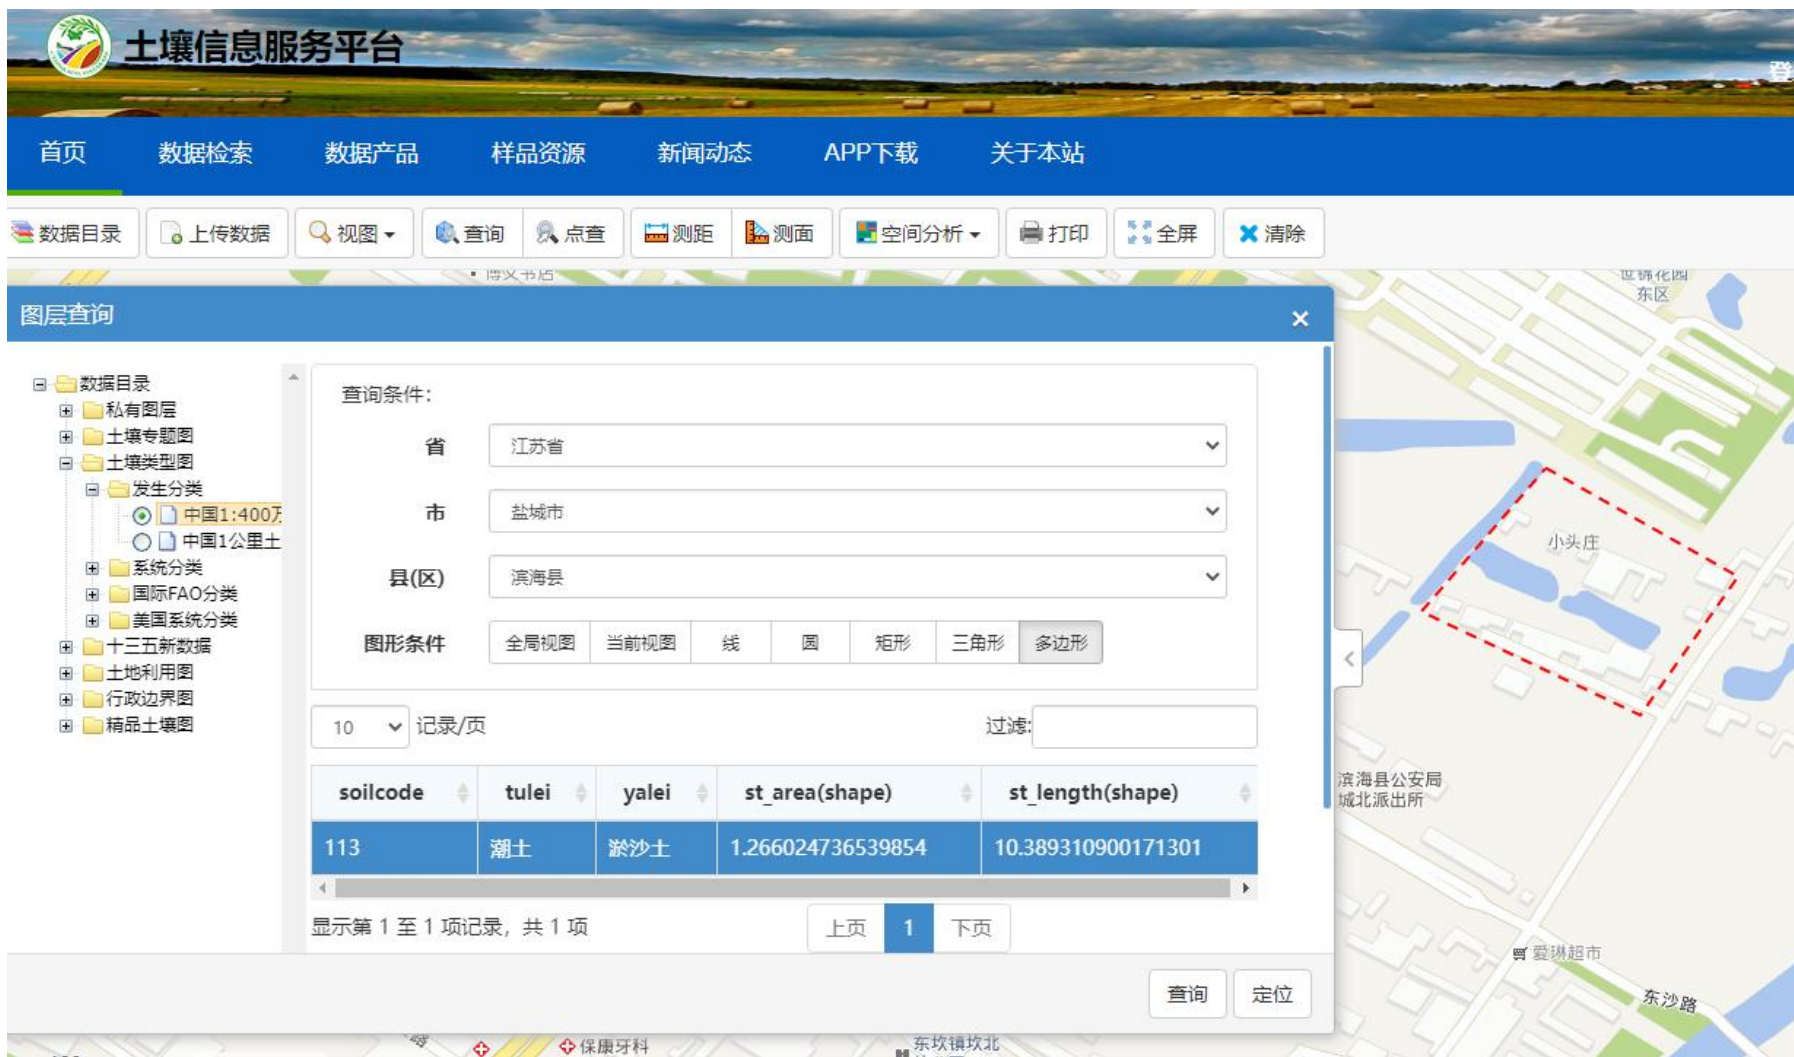 土壤信息服务平台
登
首页 数据检索 数据产品 样品资源 新闻动态 APP下载 关于本站
数据目录 上传数据 视图 查询 点查 测距 测面 空间分析 打印 全屏 清除
博文书店
世锦花园
东区
图层查询 ×
数据目录
私有图层
土壤专题图
土壤类型图
发生分类
中国1:400万
中国1公里土
系统分类
国际FAO分类
美国系统分类
十三五新数据
土地利用图
行政边界图
精品土壤图
查询条件:
省 江苏省
市 盐城市
县(区) 滨海县
图形条件 全局视图 当前视图 线 圆 矩形 三角形 多边形
10 记录/页 过滤:
soilcode tulei yalei st_area(shape) st_length(shape)
113 潮土 淤沙土 1.266024736539854 10.389310900171301
显示第 1 至 1 项记录，共 1 项
上页 1 下页
查询 定位
小头庄
滨海县公安局
城北派出所
爱琳超市
东沙路
保康牙科
东坎镇坎北